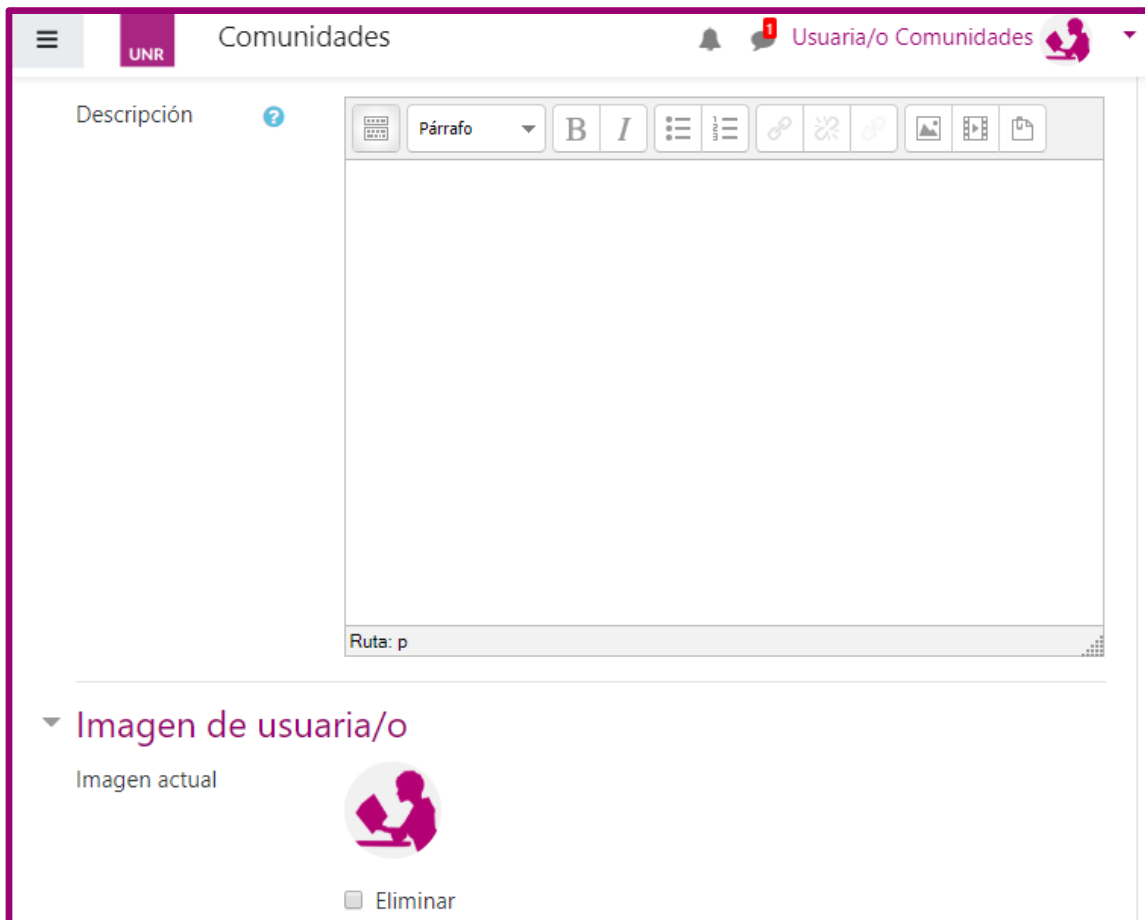 UNR Comunidades 1 Usuaria/o Comunidades
Descripción ? Párrafo B I
Ruta: p
Imagen de usuaria/o
Imagen actual
Eliminar